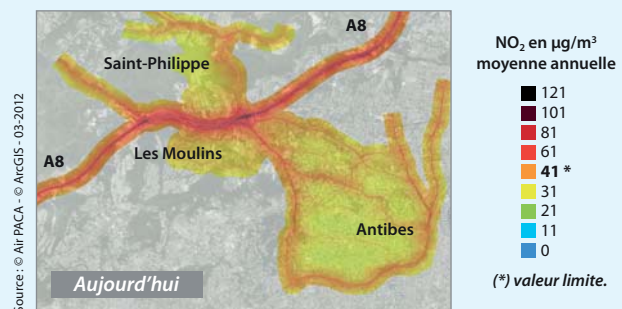 A8
Saint-Philippe
Les Moulins
A8
Antibes
Aujourd'hui
Source : © Air PACA - © ArcGIS - 03-2012
NO₂ en µg/m³
moyenne annuelle
121
101
81
61
41 *
31
21
11
0
(*) valeur limite.